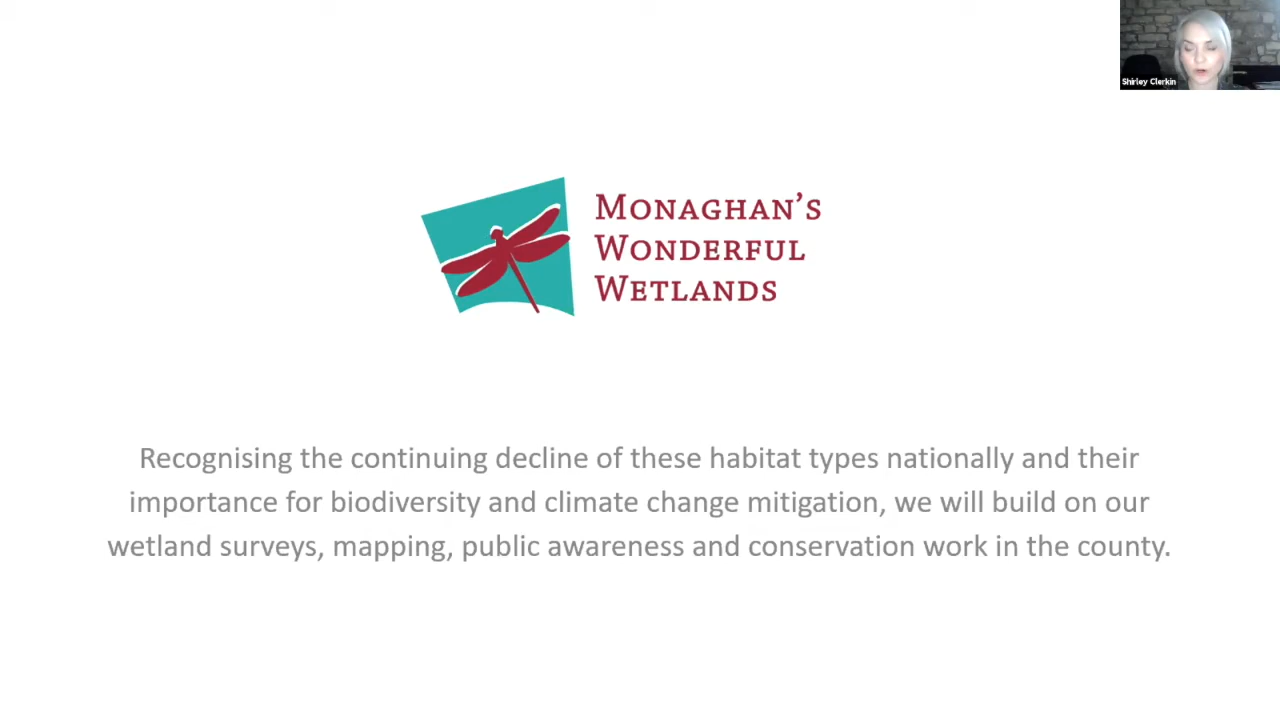 Shirley Clerkin
MONAGHAN'S
WONDERFUL
WETLANDS
Recognising the continuing decline of these habitat types nationally and their
importance for biodiversity and climate change mitigation, we will build on our
wetland surveys, mapping, public awareness and conservation work in the county.